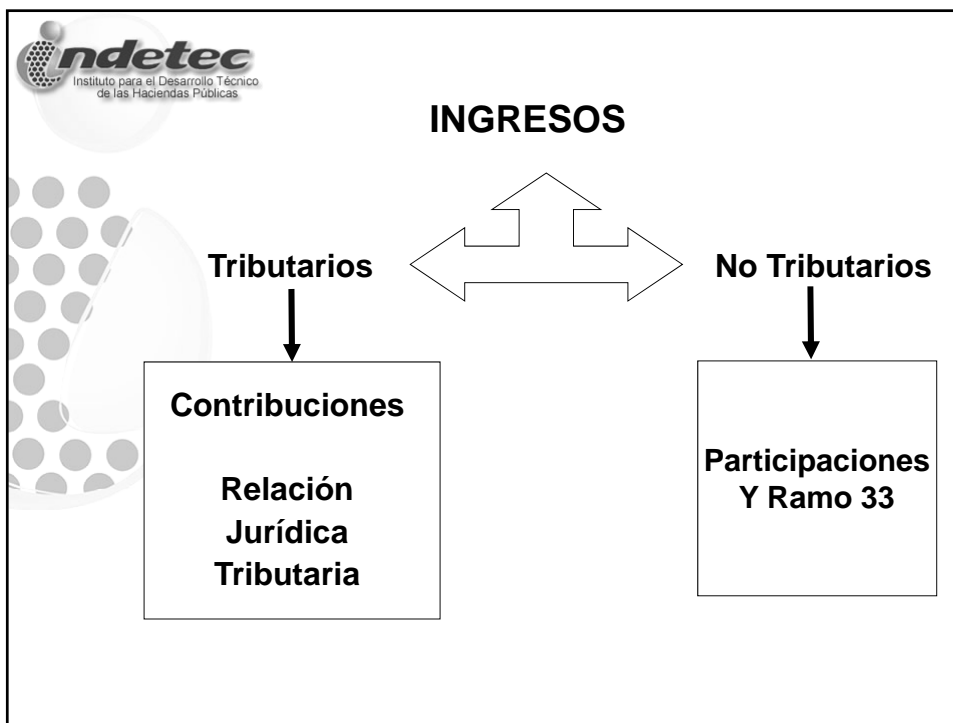 indetec
Instituto para el Desarrollo Técnico
de las Haciendas Públicas
INGRESOS
Tributarios
No Tributarios
Contribuciones
Relación
Jurídica
Tributaria
Participaciones
Y Ramo 33